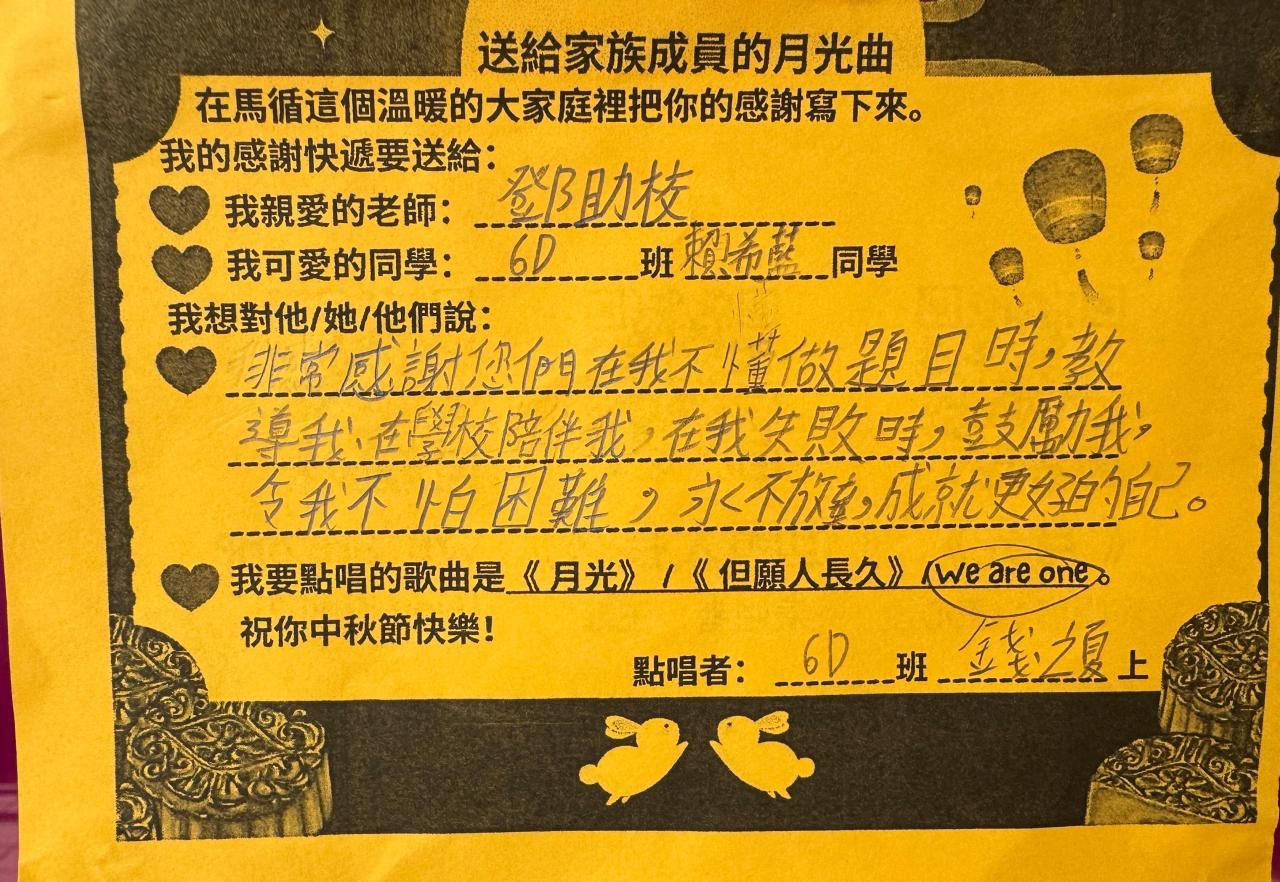 送給家族成員的月光曲
在馬循這個溫暖的大家庭裡把你的感謝寫下來。
我的感謝快遞要送給：
我親愛的老師：鄧助校
我可愛的同學：6D班賴希藍同學
我想對他/她/他們說：
非常感謝您們在我不懂做題目時，教
導我、在學校陪伴我，在我失敗時，鼓勵我，
令我不怕困難，永不放棄，成就更好的自己。
我要點唱的歌曲是《月光》/《但願人長久》/We are one。
祝你中秋節快樂！
點唱者：6D班錢之夏上